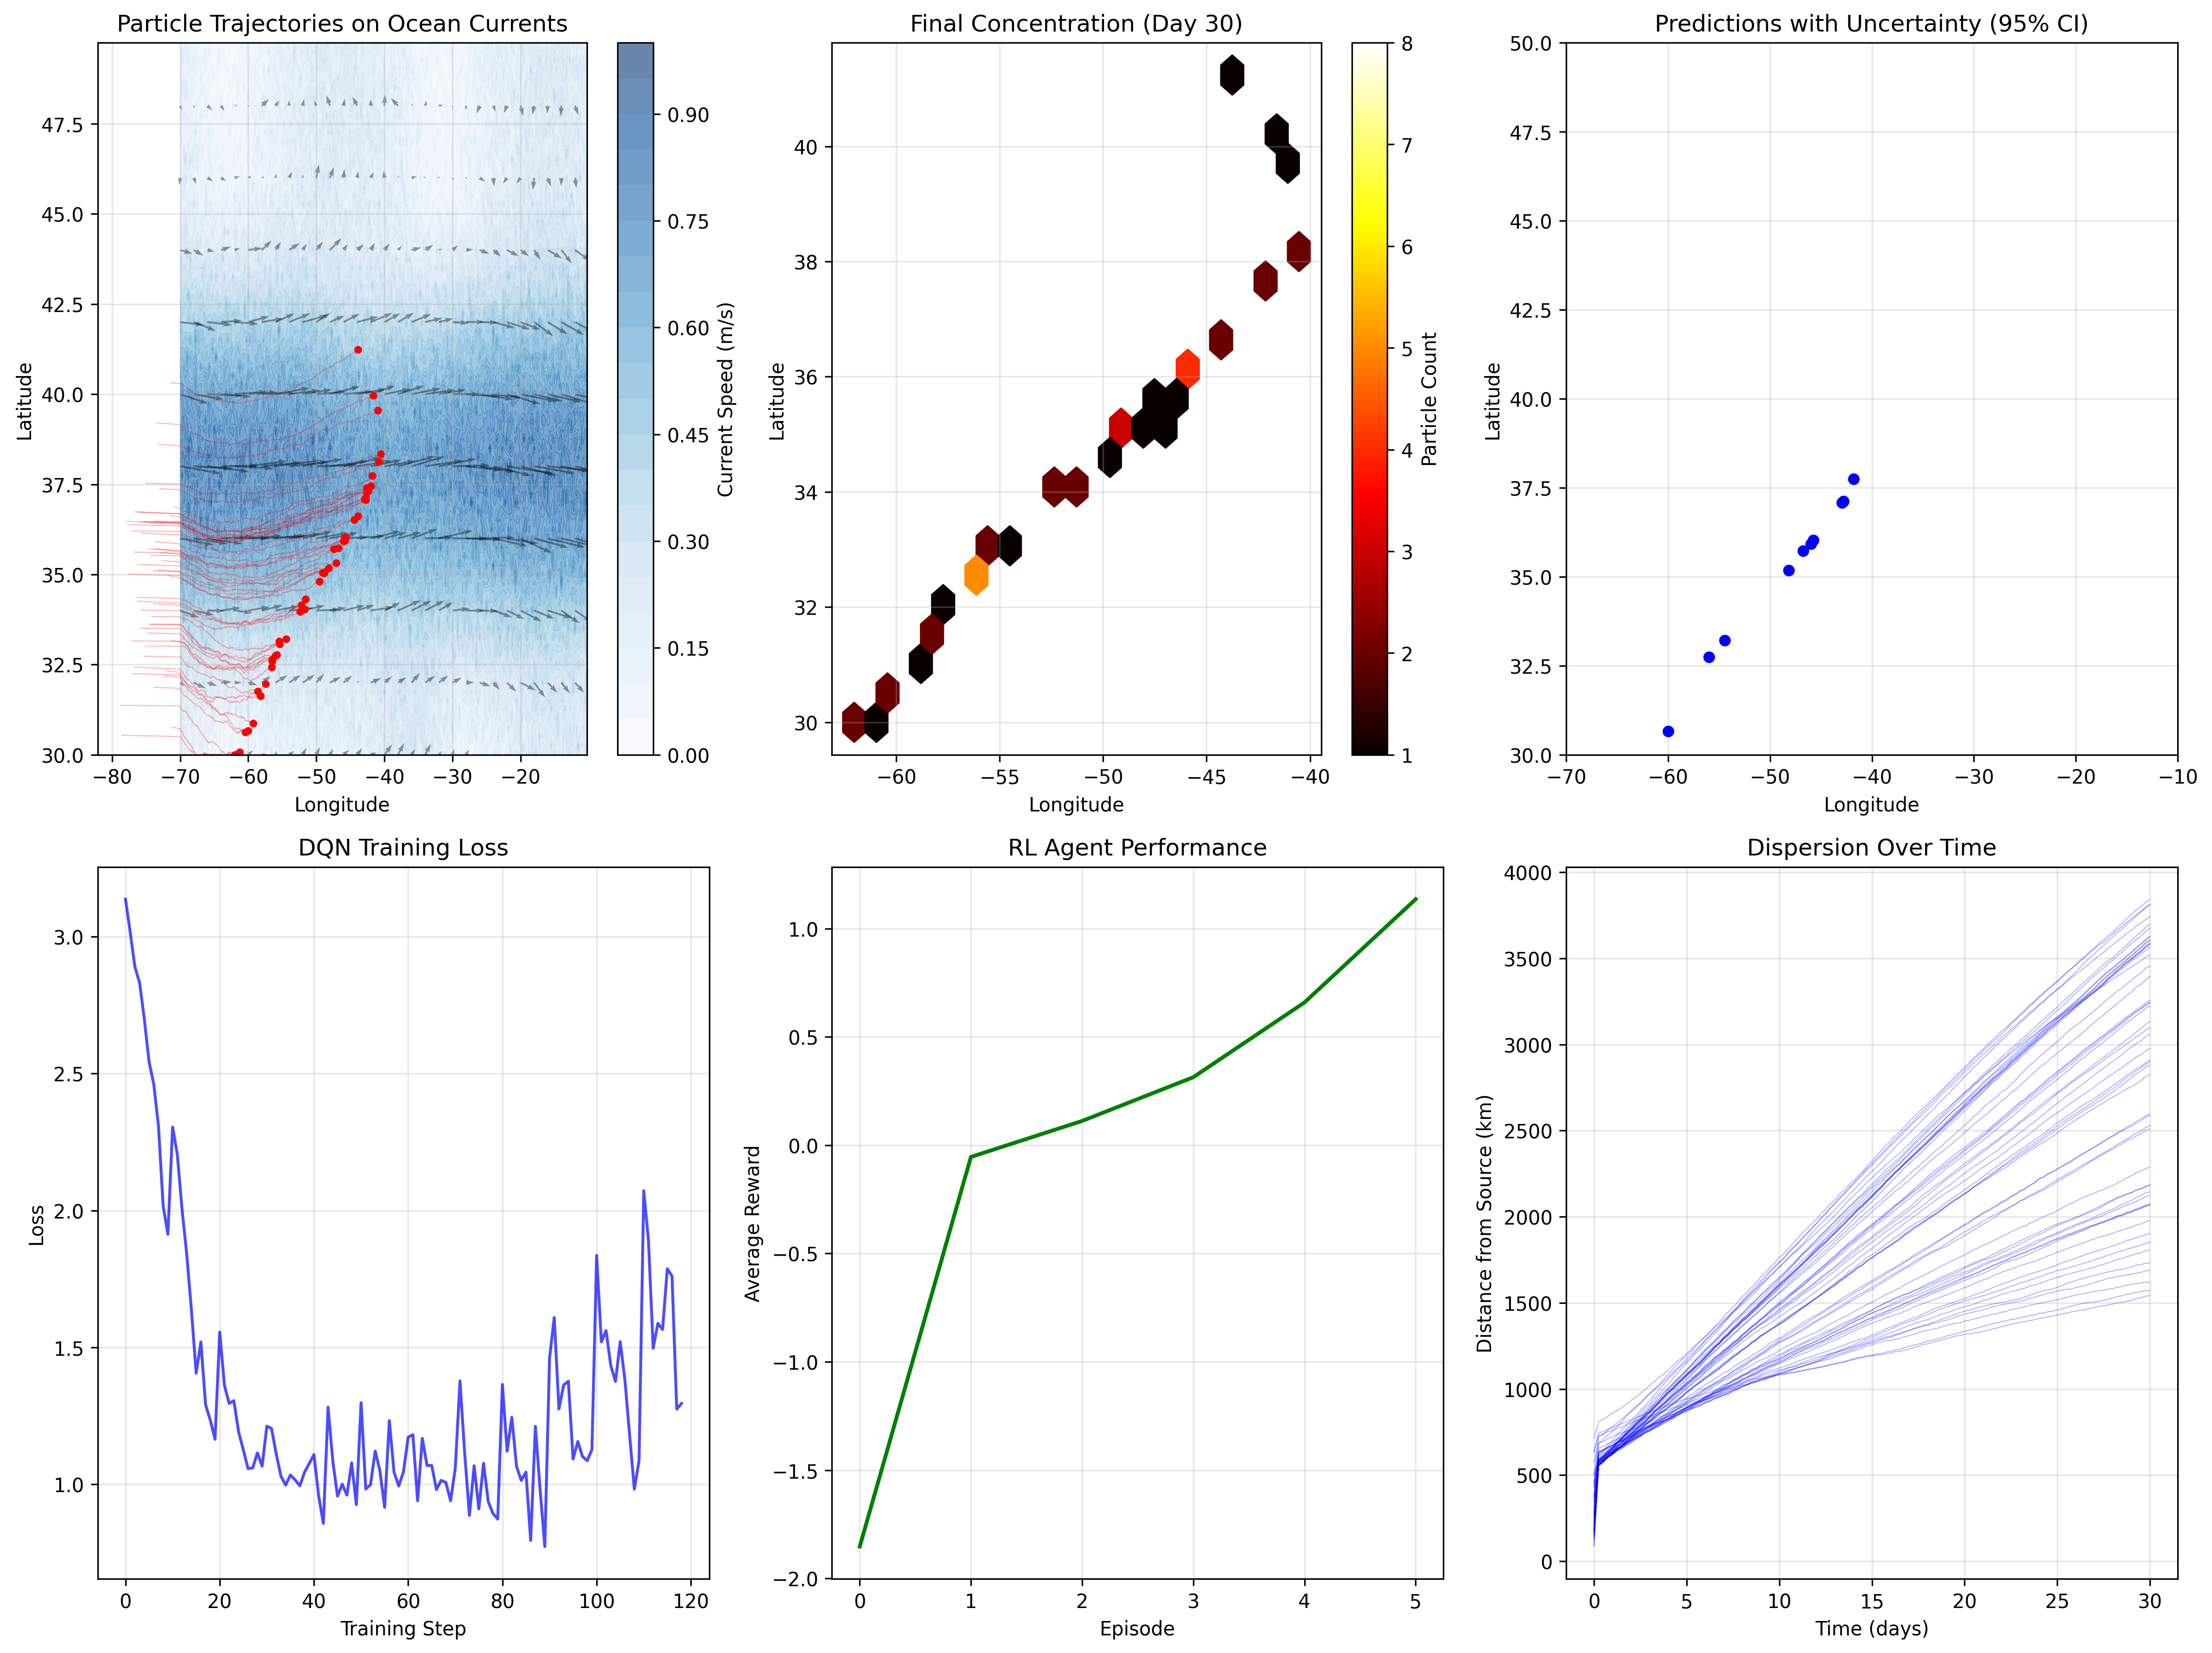 Particle Trajectories on Ocean Currents
47.5
45.0
42.5
40.0
37.5
35.0
32.5
30.0
Latitude
−80 −70 −60 −50 −40 −30 −20
Longitude
0.90
0.75
0.60
0.45
0.30
0.15
0.00
Current Speed (m/s)
Final Concentration (Day 30)
40
38
36
34
32
30
Latitude
−60 −55 −50 −45 −40
Longitude
8
7
6
5
4
3
2
1
Particle Count
Predictions with Uncertainty (95% CI)
50.0
47.5
45.0
42.5
40.0
37.5
35.0
32.5
30.0
Latitude
−70 −60 −50 −40 −30 −20 −10
Longitude
DQN Training Loss
3.0
2.5
2.0
1.5
1.0
Loss
0 20 40 60 80 100 120
Training Step
RL Agent Performance
1.0
0.5
0.0
−0.5
−1.0
−1.5
−2.0
Average Reward
0 1 2 3 4 5
Episode
Dispersion Over Time
4000
3500
3000
2500
2000
1500
1000
500
0
Distance from Source (km)
0 5 10 15 20 25 30
Time (days)